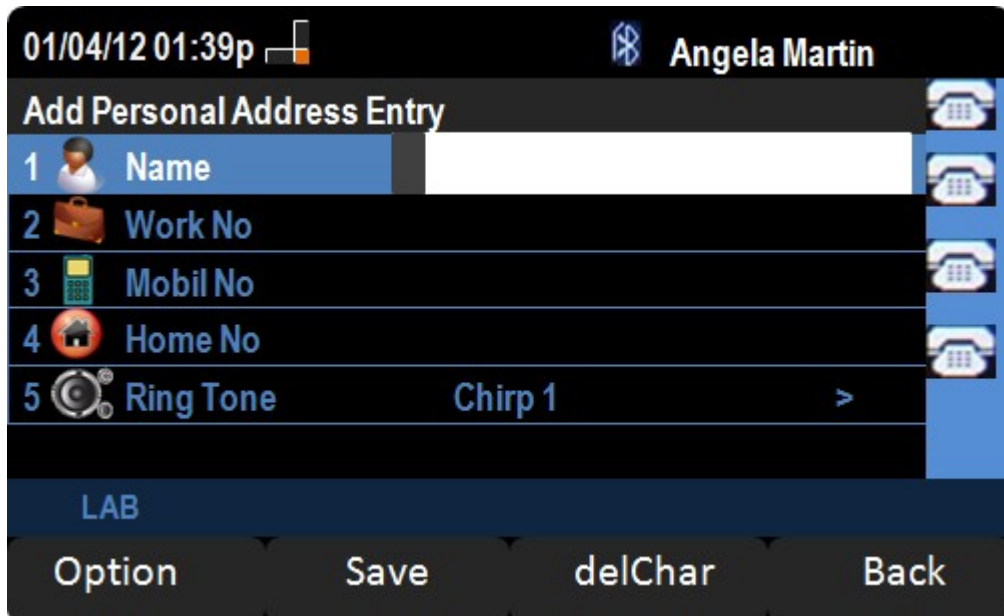 01/04/12 01:39p Angela Martin
Add Personal Address Entry
1 Name
2 Work No
3 Mobil No
4 Home No
5 Ring Tone Chirp 1 >
LAB
Option Save delChar Back